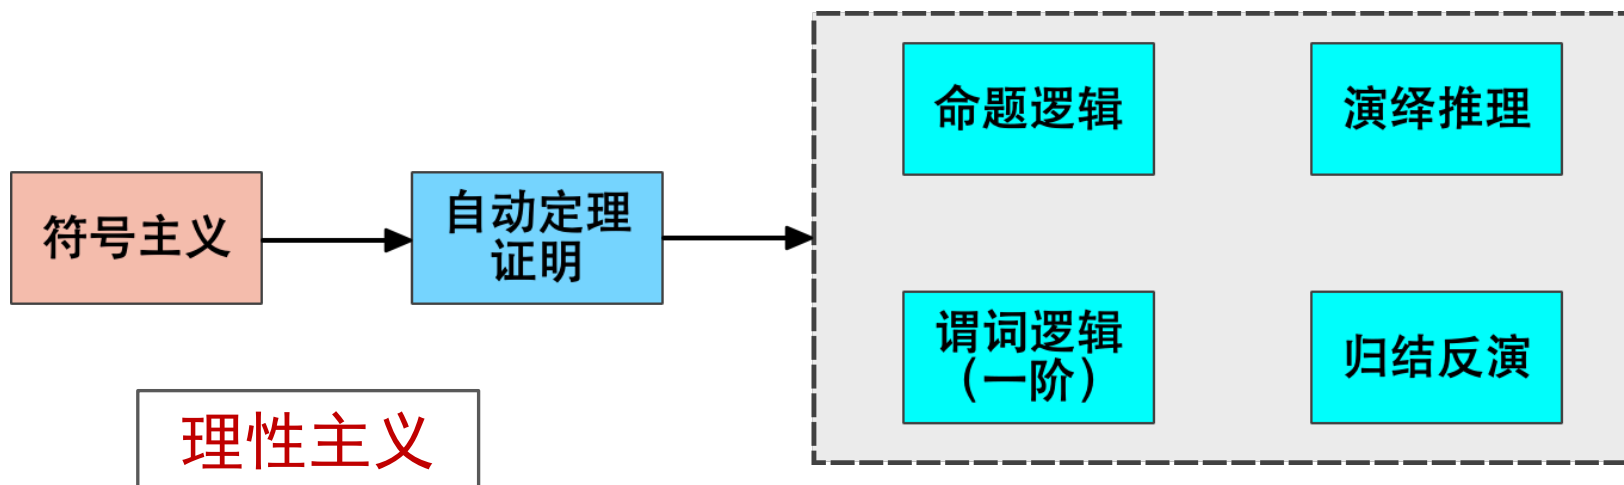 符号主义
自动定理
证明
命题逻辑
演绎推理
谓词逻辑
（一阶）
归结反演
理性主义